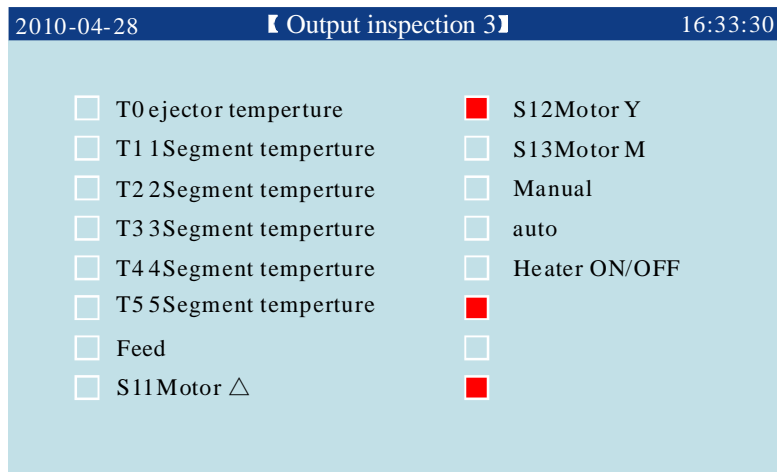 2010-04-28 【Output inspection 3】 16:33:30
T0 ejector temperture
T1 1Segment temperture
T2 2Segment temperture
T3 3Segment temperture
T4 4Segment temperture
T5 5Segment temperture
Feed
S11Motor △
S12Motor Y
S13Motor M
Manual
auto
Heater ON/OFF